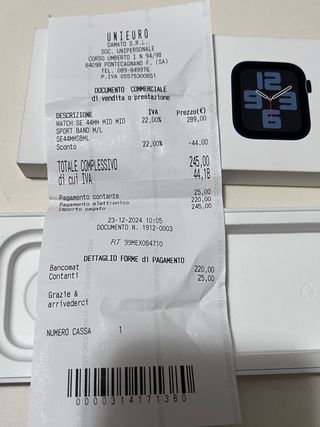 UNIEURO
DAMATO S.R.L.
SOC. UNIPERSONALE
CORSO UMBERTO I N 94/98
84098 PONTECAGNANO F. (SA)
TEL. 089-849976
P.IVA 05575300651
DOCUMENTO COMMERCIALE
di vendita o prestazione
DESCRIZIONE IVA Prezzo(€)
WATCH SE 44MM MID MID 22,00% 289,00
SPORT BAND M/L
SE44MMSBML
Sconto 22,00% -44,00
TOTALE COMPLESSIVO 245,00
di cui IVA 44,18
Pagamento contante 25,00
Pagamento elettronico 220,00
Importo pagato 245,00
23-12-2024 10:05
DOCUMENTO N. 1912-0003
RT 99MEX084710
DETTAGLIO FORME di PAGAMENTO
Bancomat 220,00
Contanti 25,00
Grazie &
arrivederci
NUMERO CASSA 1
0000314171380